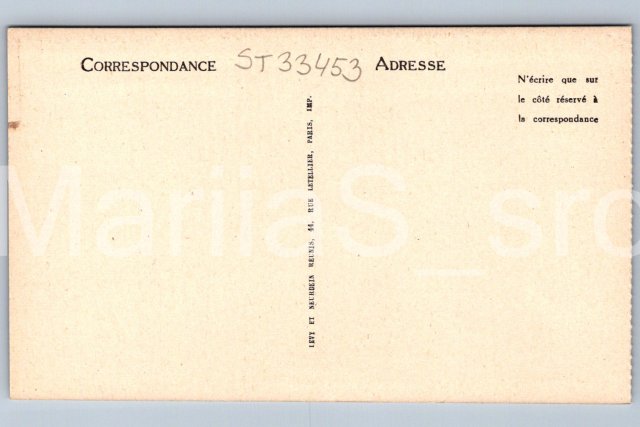 CORRESPONDANCE
ST33453
ADRESSE
N'écrire que sur
le côté réservé à
la correspondance
LEVY ET NEURDEIN REUNIS, 44, RUE LETELLIER, PARIS, IMP.
MariiaS_src